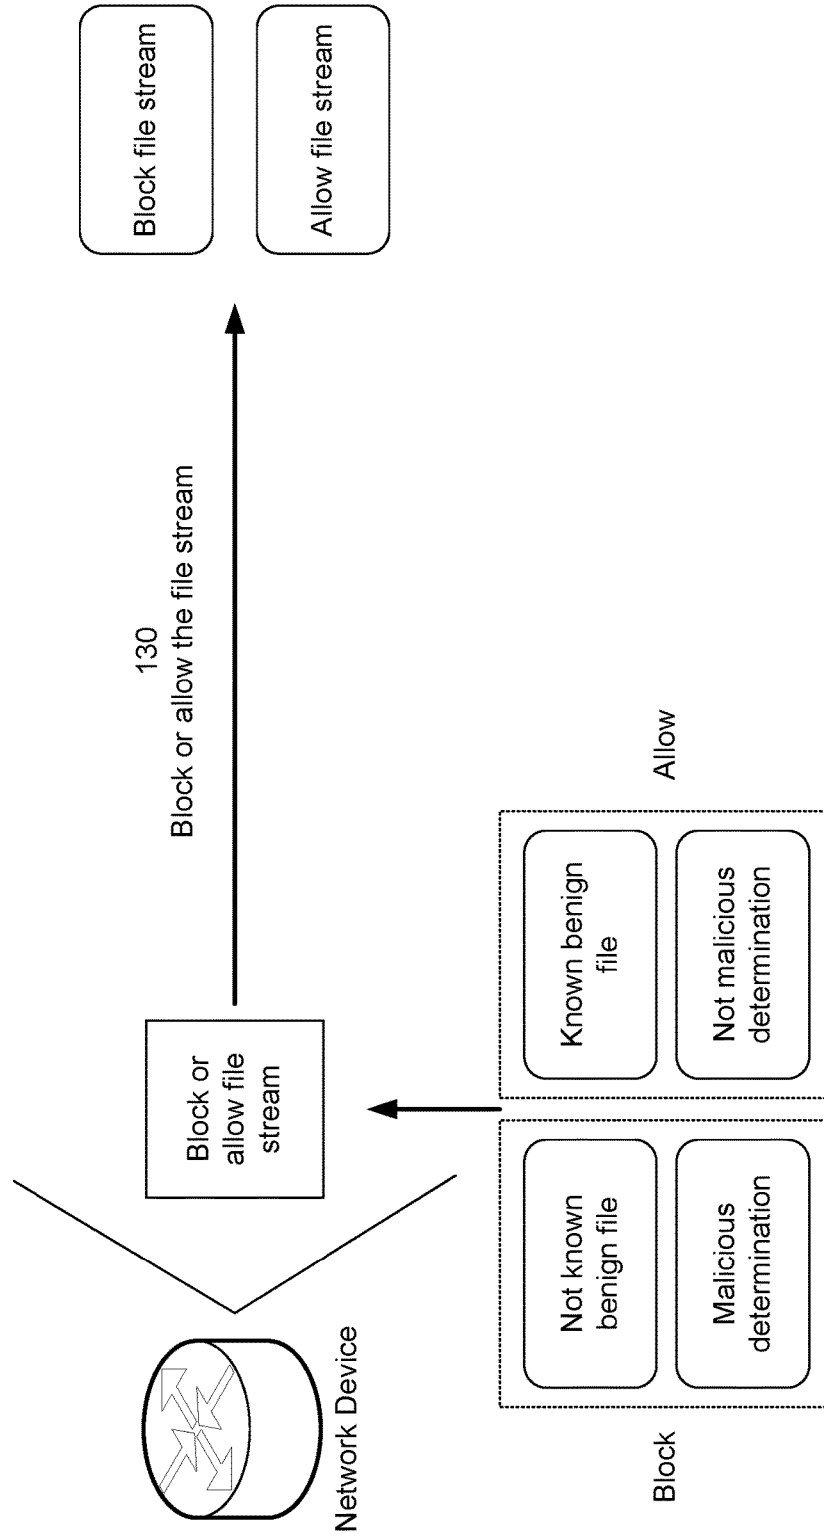 Network Device
Block or
allow file
stream
130
Block or allow the file stream
Block file stream
Allow file stream
Block
Not known
benign file
Malicious
determination
Known benign
file
Not malicious
determination
Allow